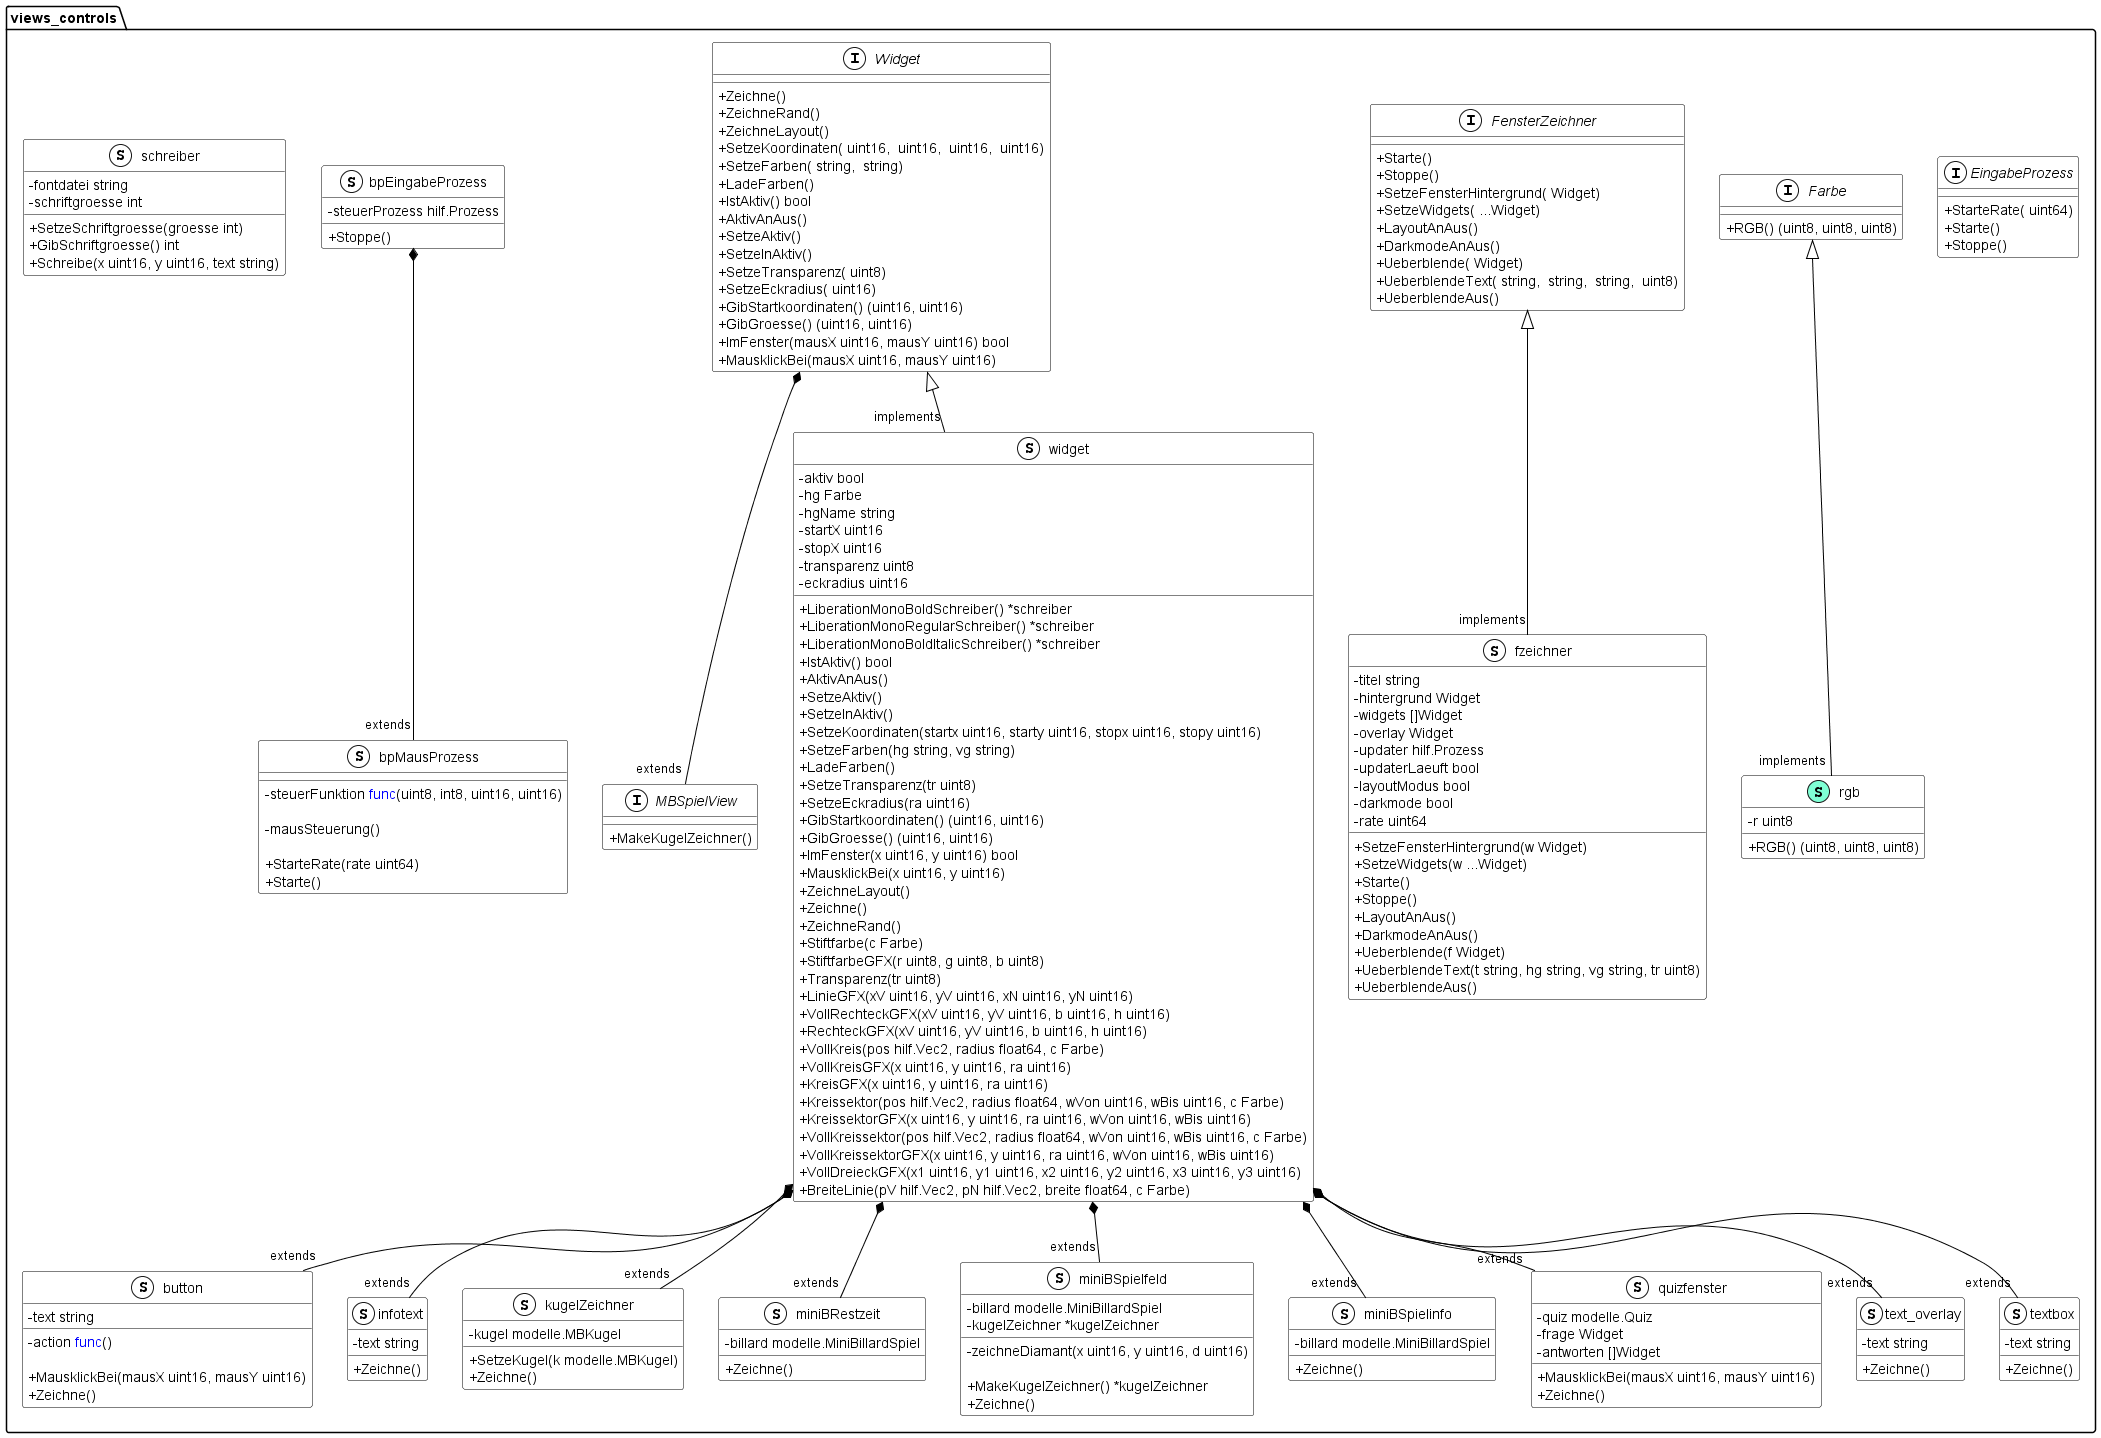 views_controls
I Widget
+Zeichne()
+ZeichneRand()
+ZeichneLayout()
+SetzeKoordinaten( uint16,  uint16,  uint16,  uint16)
+SetzeFarben( string,  string)
+LadeFarben()
+IstAktiv() bool
+AktivAnAus()
+SetzeAktiv()
+SetzeInAktiv()
+SetzeTransparenz( uint8)
+SetzeEckradius( uint16)
+GibStartkoordinaten() (uint16, uint16)
+GibGroesse() (uint16, uint16)
+ImFenster(mausX uint16, mausY uint16) bool
+MausklickBei(mausX uint16, mausY uint16)
I FensterZeichner
+Starte()
+Stoppe()
+SetzeFensterHintergrund( Widget)
+SetzeWidgets( ...Widget)
+LayoutAnAus()
+DarkmodeAnAus()
+Ueberblende( Widget)
+UeberblendeText( string,  string,  string,  uint8)
+UeberblendeAus()
I Farbe
+RGB() (uint8, uint8, uint8)
I EingabeProzess
+StarteRate( uint64)
+Starte()
+Stoppe()
S schreiber
-fontdatei string
-schriftgroesse int
+SetzeSchriftgroesse(groesse int)
+GibSchriftgroesse() int
+Schreibe(x uint16, y uint16, text string)
S bpEingabeProzess
-steuerProzess hilf.Prozess
+Stoppe()
implements
S widget
-aktiv bool
-hg Farbe
-hgName string
-startX uint16
-stopX uint16
-transparenz uint8
-eckradius uint16
+LiberationMonoBoldSchreiber() *schreiber
+LiberationMonoRegularSchreiber() *schreiber
+LiberationMonoBoldItalicSchreiber() *schreiber
+IstAktiv() bool
+AktivAnAus()
+SetzeAktiv()
+SetzeInAktiv()
+SetzeKoordinaten(startx uint16, starty uint16, stopx uint16, stopy uint16)
+SetzeFarben(hg string, vg string)
+LadeFarben()
+SetzeTransparenz(tr uint8)
+SetzeEckradius(ra uint16)
+GibStartkoordinaten() (uint16, uint16)
+GibGroesse() (uint16, uint16)
+ImFenster(x uint16, y uint16) bool
+MausklickBei(x uint16, y uint16)
+ZeichneLayout()
+Zeichne()
+ZeichneRand()
+Stiftfarbe(c Farbe)
+StiftfarbeGFX(r uint8, g uint8, b uint8)
+Transparenz(tr uint8)
+LinieGFX(xV uint16, yV uint16, xN uint16, yN uint16)
+VollRechteckGFX(xV uint16, yV uint16, b uint16, h uint16)
+RechteckGFX(xV uint16, yV uint16, b uint16, h uint16)
+VollKreis(pos hilf.Vec2, radius float64, c Farbe)
+VollKreisGFX(x uint16, y uint16, ra uint16)
+KreisGFX(x uint16, y uint16, ra uint16)
+Kreissektor(pos hilf.Vec2, radius float64, wVon uint16, wBis uint16, c Farbe)
+KreissektorGFX(x uint16, y uint16, ra uint16, wVon uint16, wBis uint16)
+VollKreissektor(pos hilf.Vec2, radius float64, wVon uint16, wBis uint16, c Farbe)
+VollKreissektorGFX(x uint16, y uint16, ra uint16, wVon uint16, wBis uint16)
+VollDreieckGFX(x1 uint16, y1 uint16, x2 uint16, y2 uint16, x3 uint16, y3 uint16)
+BreiteLinie(pV hilf.Vec2, pN hilf.Vec2, breite float64, c Farbe)
implements
S fzeichner
-titel string
-hintergrund Widget
-widgets []Widget
-overlay Widget
-updater hilf.Prozess
-updaterLaeuft bool
-layoutModus bool
-darkmode bool
-rate uint64
+SetzeFensterHintergrund(w Widget)
+SetzeWidgets(w ...Widget)
+Starte()
+Stoppe()
+LayoutAnAus()
+DarkmodeAnAus()
+Ueberblende(f Widget)
+UeberblendeText(t string, hg string, vg string, tr uint8)
+UeberblendeAus()
extends
S bpMausProzess
-steuerFunktion func(uint8, int8, uint16, uint16)
-mausSteuerung()
+StarteRate(rate uint64)
+Starte()
extends
I MBSpielView
+MakeKugelZeichner()
implements
S rgb
-r uint8
+RGB() (uint8, uint8, uint8)
extends
S button
-text string
-action func()
+MausklickBei(mausX uint16, mausY uint16)
+Zeichne()
extends
S infotext
-text string
+Zeichne()
extends
S kugelZeichner
-kugel modelle.MBKugel
+SetzeKugel(k modelle.MBKugel)
+Zeichne()
extends
S miniBRestzeit
-billard modelle.MiniBillardSpiel
+Zeichne()
extends
S miniBSpielfeld
-billard modelle.MiniBillardSpiel
-kugelZeichner *kugelZeichner
-zeichneDiamant(x uint16, y uint16, d uint16)
+MakeKugelZeichner() *kugelZeichner
+Zeichne()
extends
S miniBSpielinfo
-billard modelle.MiniBillardSpiel
+Zeichne()
extends
S quizfenster
-quiz modelle.Quiz
-frage Widget
-antworten []Widget
+MausklickBei(mausX uint16, mausY uint16)
+Zeichne()
extends
S text_overlay
-text string
+Zeichne()
extends
S textbox
-text string
+Zeichne()